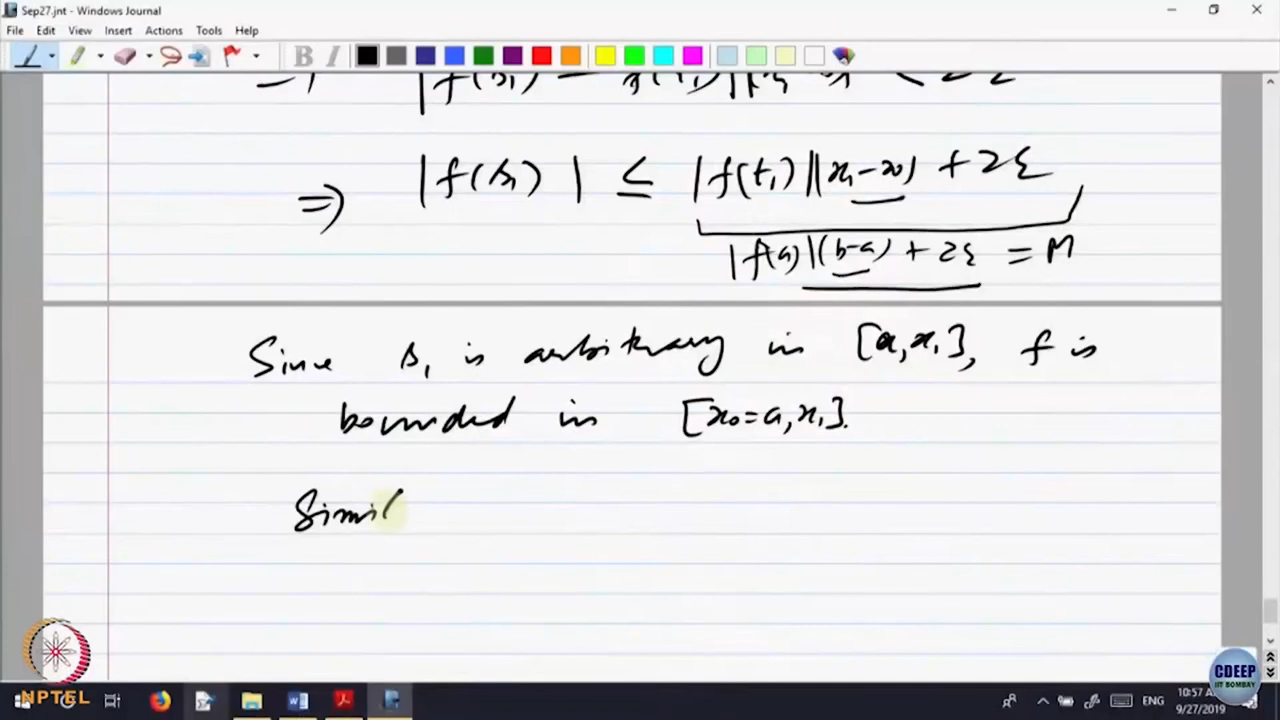 Sep27.jnt - Windows Journal
File Edit View Insert Actions Tools Help
B I
⇒ |f(s₁)| ≤ |f(t₁)||x₁-x₀) + 2ε
|f(a)|(b-a) + 2ε = M
Since s₁ is arbitrary in [a,x₁], f is
bounded in [x₀=a,x₁].
Simil
NPTEL
CDEEP
IIT BOMBAY
ENG
10:57 A
9/27/2019